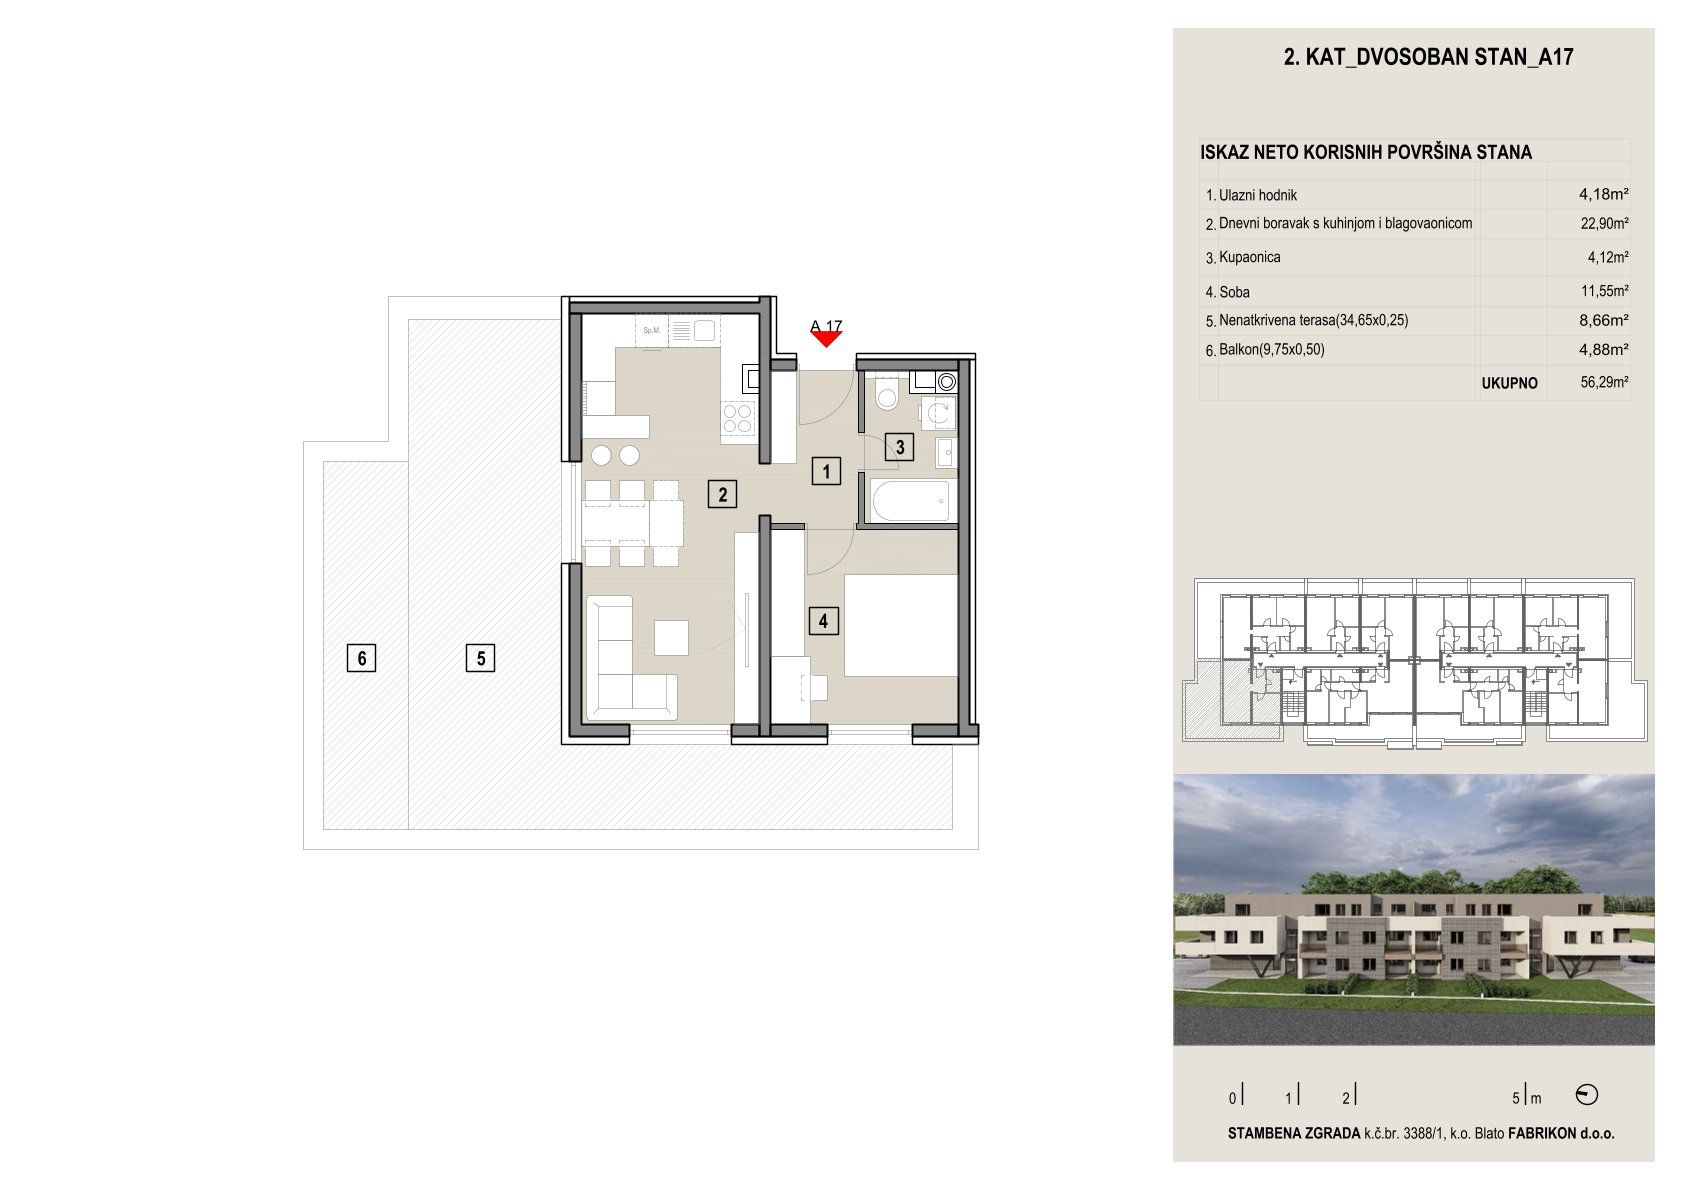 2. KAT_DVOSOBAN STAN_A17
ISKAZ NETO KORISNIH POVRŠINA STANA
1. Ulazni hodnik 4,18m²
2. Dnevni boravak s kuhinjom i blagovaonicom 22,90m²
3. Kupaonica 4,12m²
4. Soba 11,55m²
5. Nenatkrivena terasa(34,65x0,25) 8,66m²
6. Balkon(9,75x0,50) 4,88m²
UKUPNO 56,29m²
A 17
Sp.M.
3
1
2
4
6
5
0 1 2 5 m
STAMBENA ZGRADA k.č.br. 3388/1, k.o. Blato FABRIKON d.o.o.